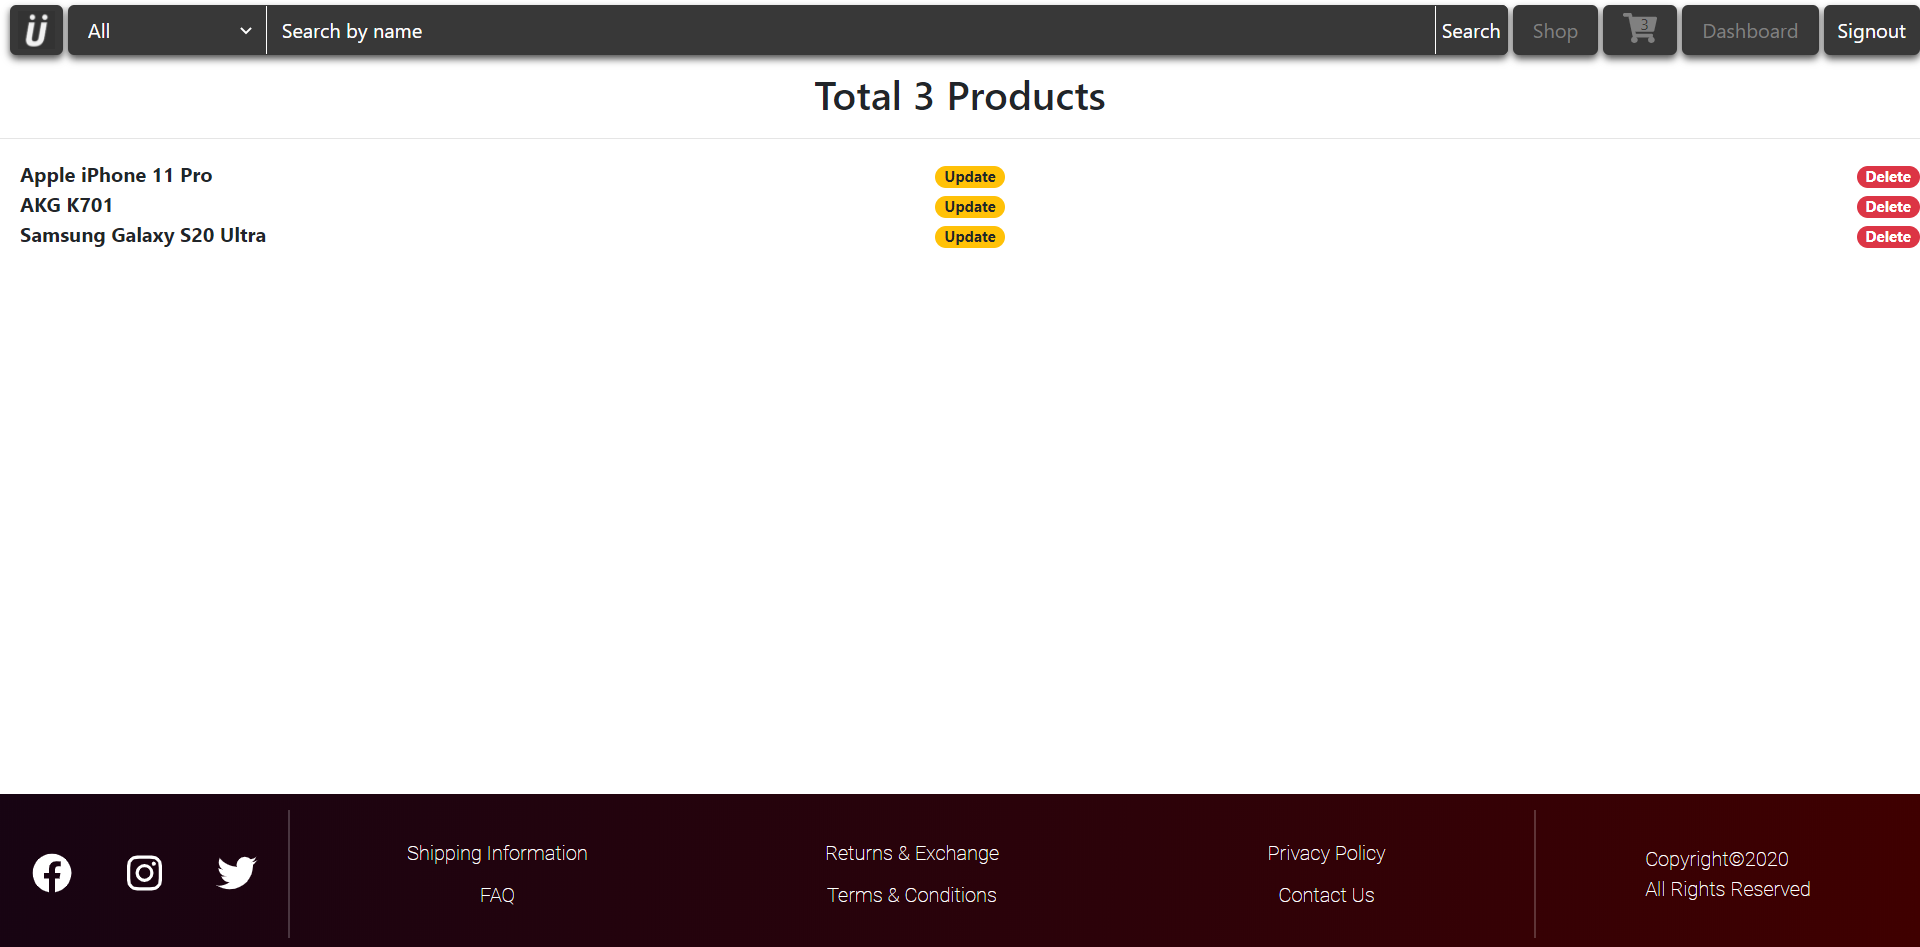 Ü All Search by name Search Shop 3 Dashboard Signout
Total 3 Products
Apple iPhone 11 Pro Update Delete
AKG K701 Update Delete
Samsung Galaxy S20 Ultra Update Delete
Shipping Information Returns & Exchange Privacy Policy
FAQ Terms & Conditions Contact Us
Copyright©2020
All Rights Reserved